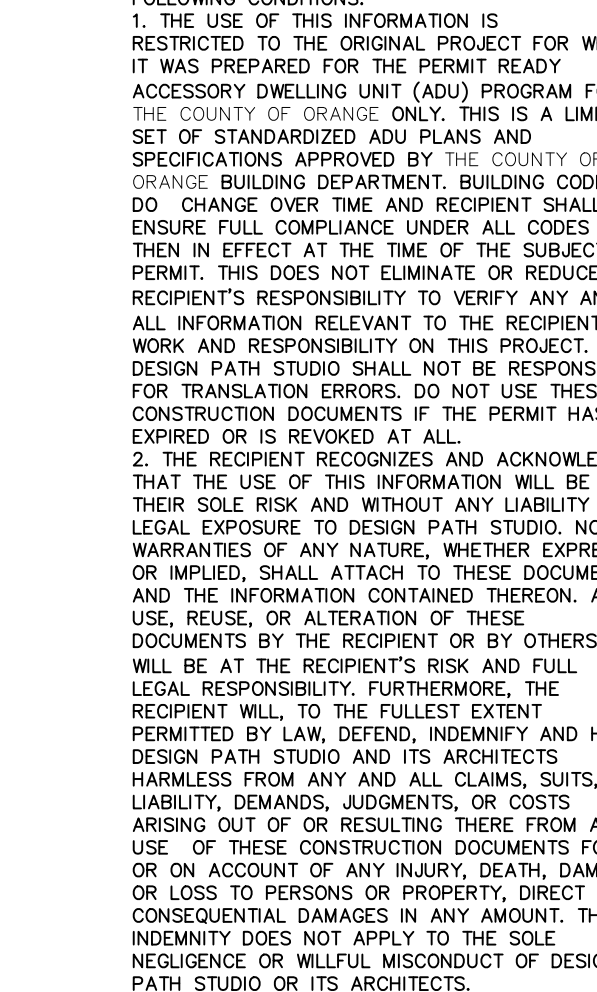 FOLLOWING CONDITIONS:
1. THE USE OF THIS INFORMATION IS
RESTRICTED TO THE ORIGINAL PROJECT FOR
IT WAS PREPARED FOR THE PERMIT READY
ACCESSORY DWELLING UNIT (ADU) PROGRAM
THE COUNTY OF ORANGE ONLY. THIS IS A
SET OF STANDARDIZED ADU PLANS AND
SPECIFICATIONS APPROVED BY THE COUNTY OF
ORANGE BUILDING DEPARTMENT. BUILDING
DO CHANGE OVER TIME AND RECIPIENT SHALL
ENSURE FULL COMPLIANCE UNDER ALL CODES
THEN IN EFFECT AT THE TIME OF THE SUBJECT
PERMIT. THIS DOES NOT ELIMINATE OR REDUCE
RECIPIENT'S RESPONSIBILITY TO VERIFY ANY
ALL INFORMATION RELEVANT TO THE
WORK AND RESPONSIBILITY ON THIS PROJECT.
DESIGN PATH STUDIO SHALL NOT BE
FOR TRANSLATION ERRORS. DO NOT USE
CONSTRUCTION DOCUMENTS IF THE PERMIT HAS
EXPIRED OR IS REVOKED AT ALL.
2. THE RECIPIENT RECOGNIZES AND
THAT THE USE OF THIS INFORMATION WILL BE
THEIR SOLE RISK AND WITHOUT ANY LIABILITY
LEGAL EXPOSURE TO DESIGN PATH STUDIO.
WARRANTIES OF ANY NATURE, WHETHER
OR IMPLIED, SHALL ATTACH TO THESE
AND THE INFORMATION CONTAINED THEREON.
USE, REUSE, OR ALTERATION OF THESE
DOCUMENTS BY THE RECIPIENT OR BY OTHERS
WILL BE AT THE RECIPIENT'S RISK AND FULL
LEGAL RESPONSIBILITY. FURTHERMORE, THE
RECIPIENT WILL, TO THE FULLEST EXTENT
PERMITTED BY LAW, DEFEND, INDEMNIFY AND
DESIGN PATH STUDIO AND ITS ARCHITECTS
HARMLESS FROM ANY AND ALL CLAIMS, SUITS,
LIABILITY, DEMANDS, JUDGMENTS, OR COSTS
ARISING OUT OF OR RESULTING THERE FROM
USE OF THESE CONSTRUCTION DOCUMENTS
OR ON ACCOUNT OF ANY INJURY, DEATH,
OR LOSS TO PERSONS OR PROPERTY, DIRECT
CONSEQUENTIAL DAMAGES IN ANY AMOUNT.
INDEMNITY DOES NOT APPLY TO THE SOLE
NEGLIGENCE OR WILLFUL MISCONDUCT OF
PATH STUDIO OR ITS ARCHITECTS.